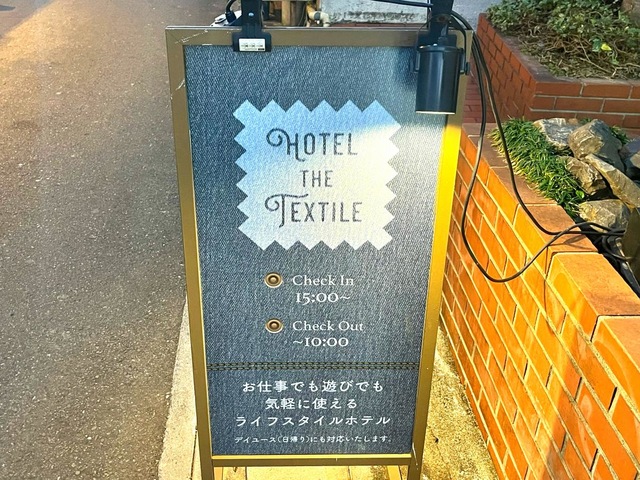 HOTEL
THE
TEXTILE
Check In
15:00~
Check Out
~10:00
お仕事でも遊びでも
気軽に使える
ライフスタイルホテル
デイユース(日帰り)にも対応いたします。